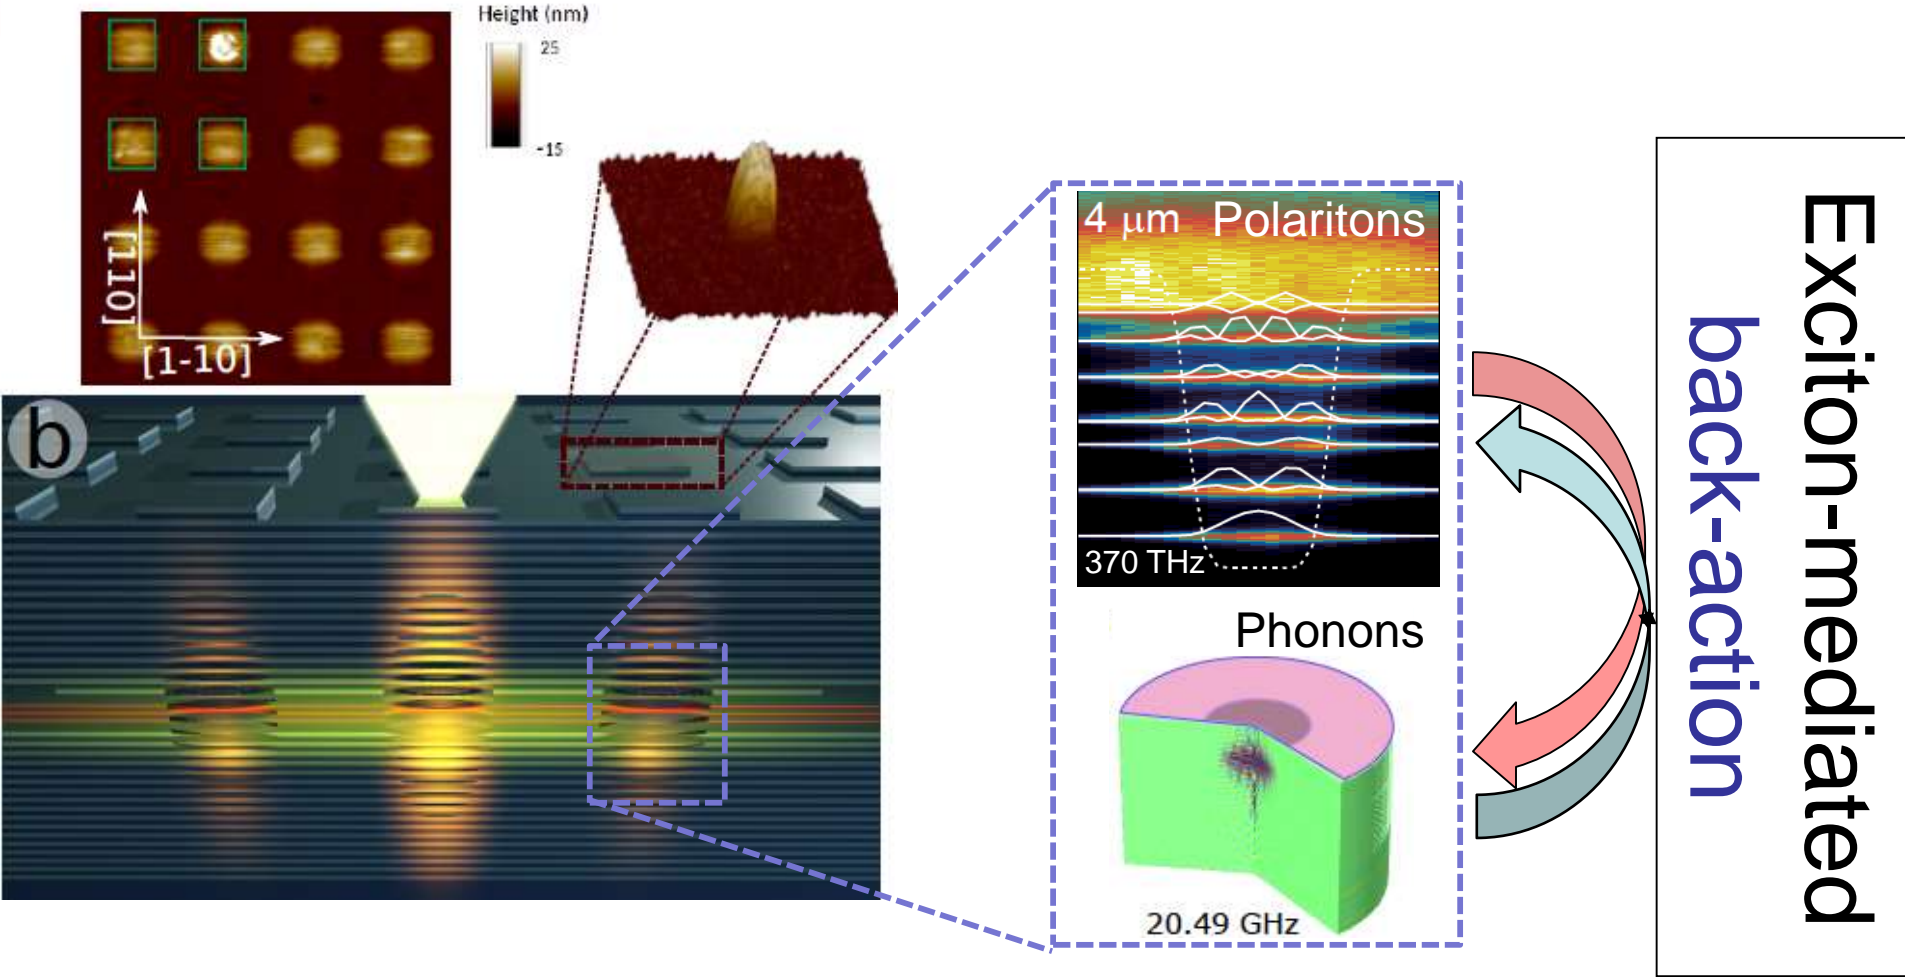 Height (nm)
25
-15
[110]
[1-10]
b
4 μm Polaritons
370 THz
Phonons
20.49 GHz
Exciton-mediated
back-action